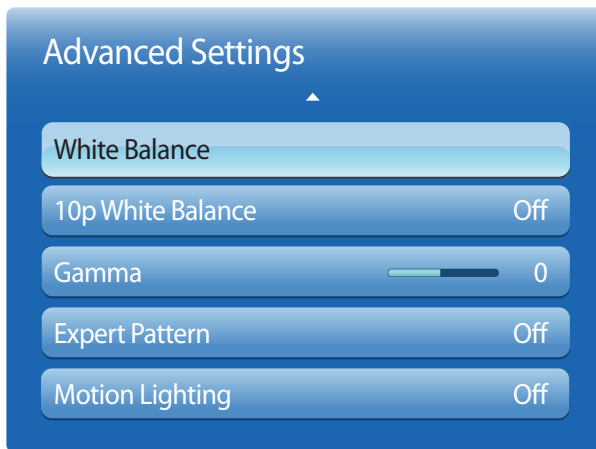 Advanced Settings
White Balance
10p White Balance Off
Gamma 0
Expert Pattern Off
Motion Lighting Off